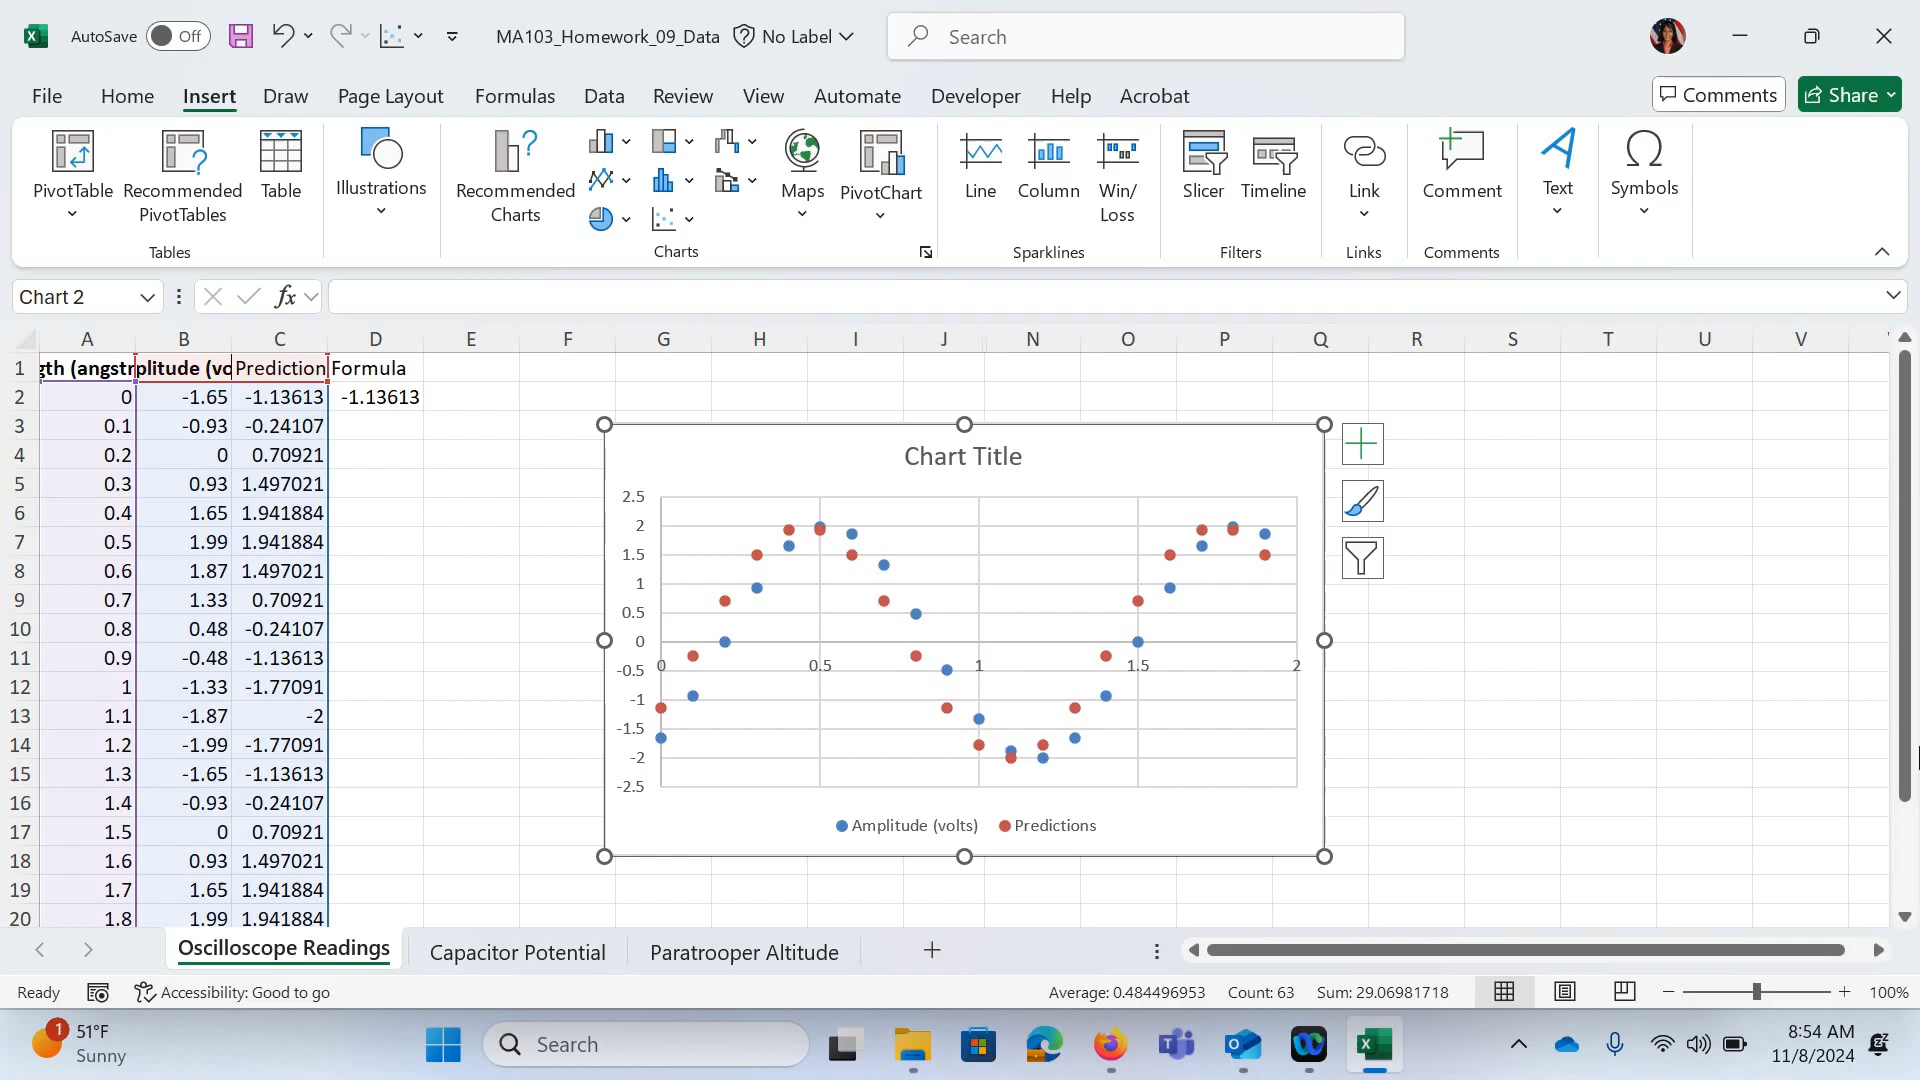 AutoSave Off MA103_Homework_09_Data No Label Search
File Home Insert Draw Page Layout Formulas Data Review View Automate Developer Help Acrobat Comments Share
PivotTable Recommended PivotTables Table Illustrations Recommended Charts Maps PivotChart Line Column Win/ Loss Slicer Timeline Link Comment Text Symbols
Tables Charts Sparklines Filters Links Comments
Chart 2 fx
A B C D E F G H I J N O P Q R S T U V
1 gth (angstr plitude (vo Prediction Formula
2 0 -1.65 -1.13613 -1.13613
3 0.1 -0.93 -0.24107
4 0.2 0 0.70921
5 0.3 0.93 1.497021
6 0.4 1.65 1.941884
7 0.5 1.99 1.941884
8 0.6 1.87 1.497021
9 0.7 1.33 0.70921
10 0.8 0.48 -0.24107
11 0.9 -0.48 -1.13613
12 1 -1.33 -1.77091
13 1.1 -1.87 -2
14 1.2 -1.99 -1.77091
15 1.3 -1.65 -1.13613
16 1.4 -0.93 -0.24107
17 1.5 0 0.70921
18 1.6 0.93 1.497021
19 1.7 1.65 1.941884
20 1.8 1.99 1.941884
Chart Title
2.5
2
1.5
1
0.5
0
-0.5
-1
-1.5
-2
-2.5
0 0.5 1 1.5 2
Amplitude (volts) Predictions
Oscilloscope Readings Capacitor Potential Paratrooper Altitude
Ready Accessibility: Good to go Average: 0.484496953 Count: 63 Sum: 29.06981718 100%
1 51°F
Sunny
Search
8:54 AM
11/8/2024